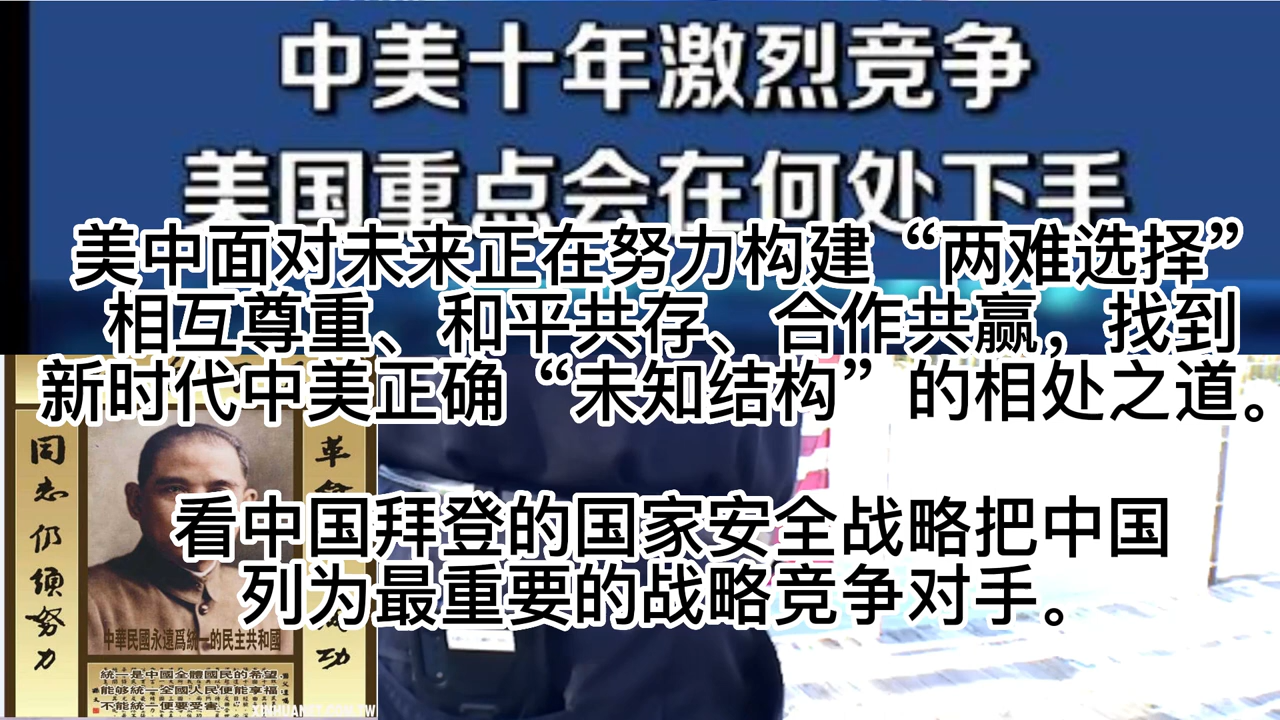 中美十年激烈竞争
美国重点会在何处下手
美中面对未来正在努力构建“两难选择”
相互尊重、和平共存、合作共赢，找到
新时代中美正确“未知结构”的相处之道。
看中国拜登的国家安全战略把中国
列为最重要的战略竞争对手。
同志仍须努力
革命
成功
中華民國永遠爲統一的民主共和國
統一是中國全體國民的希望
能够統一全國人民便能享福
不能統一便要受害